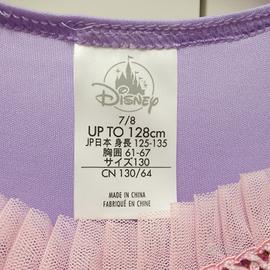 Disney
7/8
UP TO 128cm
JP日本 身長 125-135
胸囲 61-67
サイズ130
CN 130/64
MADE IN CHINA
FABRIQUÉ EN CHINE